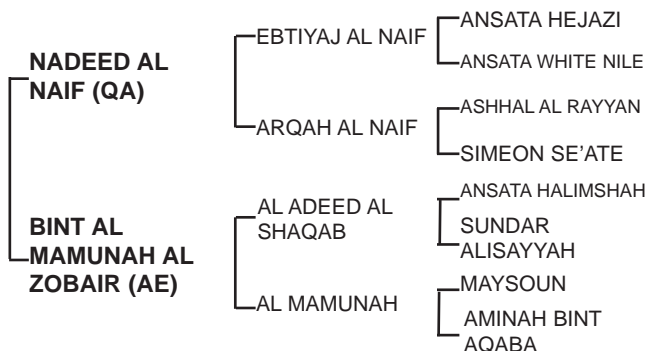 NADEED AL
NAIF (QA)
EBTIYAJ AL NAIF
ANSATA HEJAZI
ANSATA WHITE NILE
ARQAH AL NAIF
ASHHAL AL RAYYAN
SIMEON SE’ATE
BINT AL
MAMUNAH AL
ZOBAIR (AE)
AL ADEED AL
SHAQAB
ANSATA HALIMSHAH
SUNDAR
ALISAYYAH
AL MAMUNAH
MAYSOUN
AMINAH BINT
AQABA